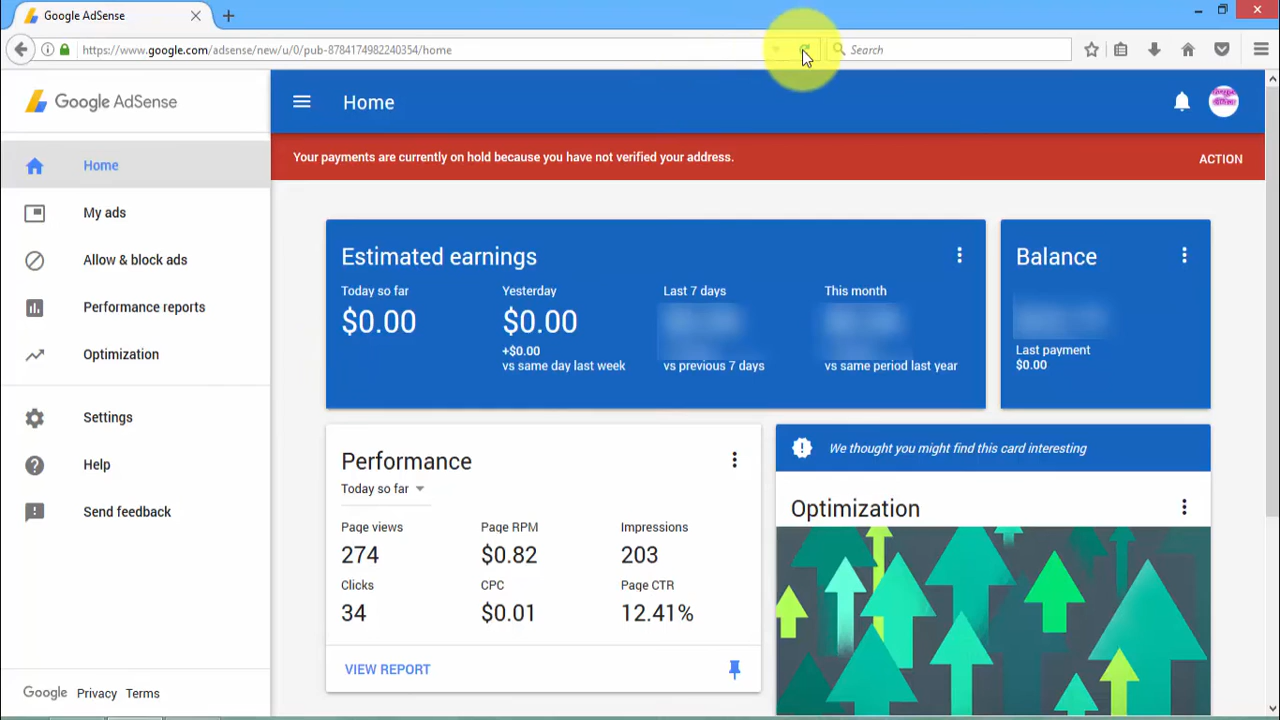 Google AdSense
https://www.google.com/adsense/new/u/0/pub-8784174982240354/home
Search
Google AdSense
Home
Your payments are currently on hold because you have not verified your address.
ACTION
Home
My ads
Allow & block ads
Performance reports
Optimization
Settings
Help
Send feedback
Google Privacy Terms
Estimated earnings
Today so far
$0.00
Yesterday
$0.00
+$0.00
vs same day last week
Last 7 days
vs previous 7 days
This month
vs same period last year
Balance
Last payment
$0.00
Performance
Today so far
Page views
274
Page RPM
$0.82
Impressions
203
Clicks
34
CPC
$0.01
Page CTR
12.41%
VIEW REPORT
We thought you might find this card interesting
Optimization